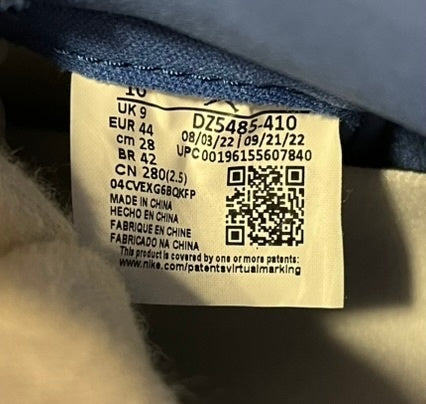 10
UK 9
EUR 44
cm 28
BR 42
CN 280(2.5)
04CVEXG6BQKFP
MADE IN CHINA
HECHO EN CHINA
FABRIQUE EN CHINE
FABRICADO NA CHINA
DZ5485-410
08/03/22 | 09/21/22
UPC00196155607840
This product is covered by one or more patents:
www.nike.com/patentsvirtualmarking